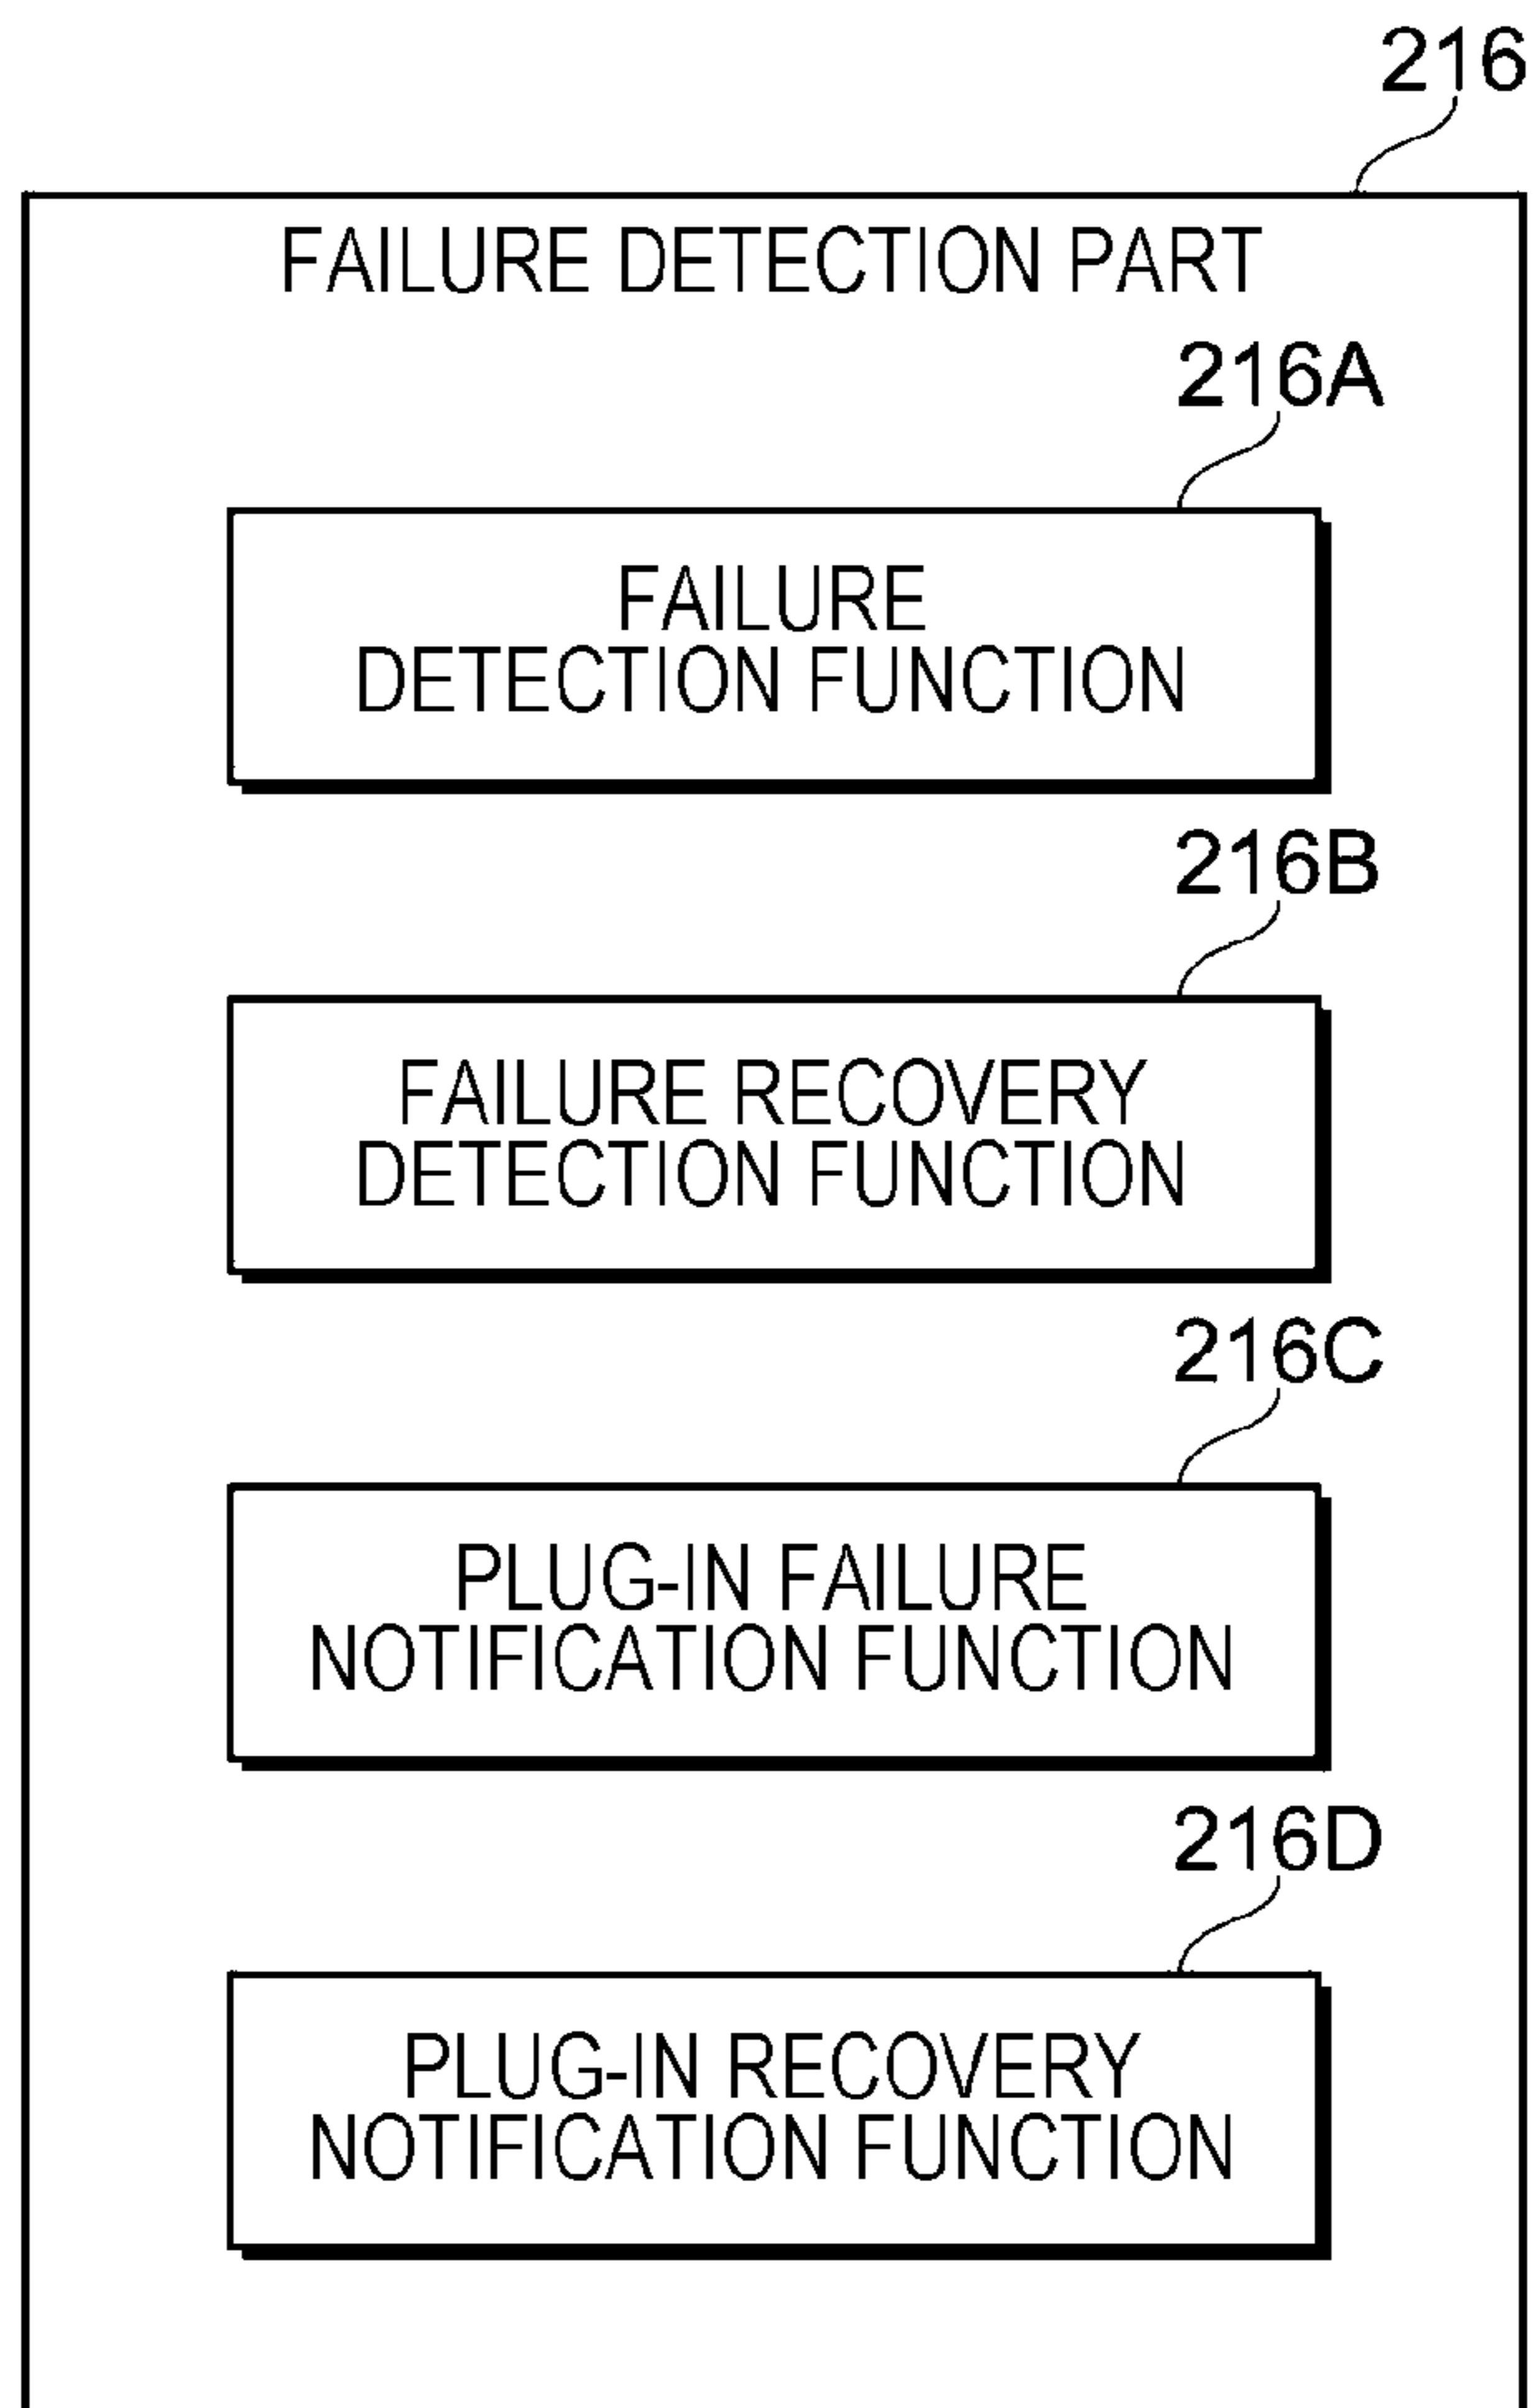 216
FAILURE DETECTION PART
216A
FAILURE
DETECTION FUNCTION
216B
FAILURE RECOVERY
DETECTION FUNCTION
216C
PLUG-IN FAILURE
NOTIFICATION FUNCTION
216D
PLUG-IN RECOVERY
NOTIFICATION FUNCTION